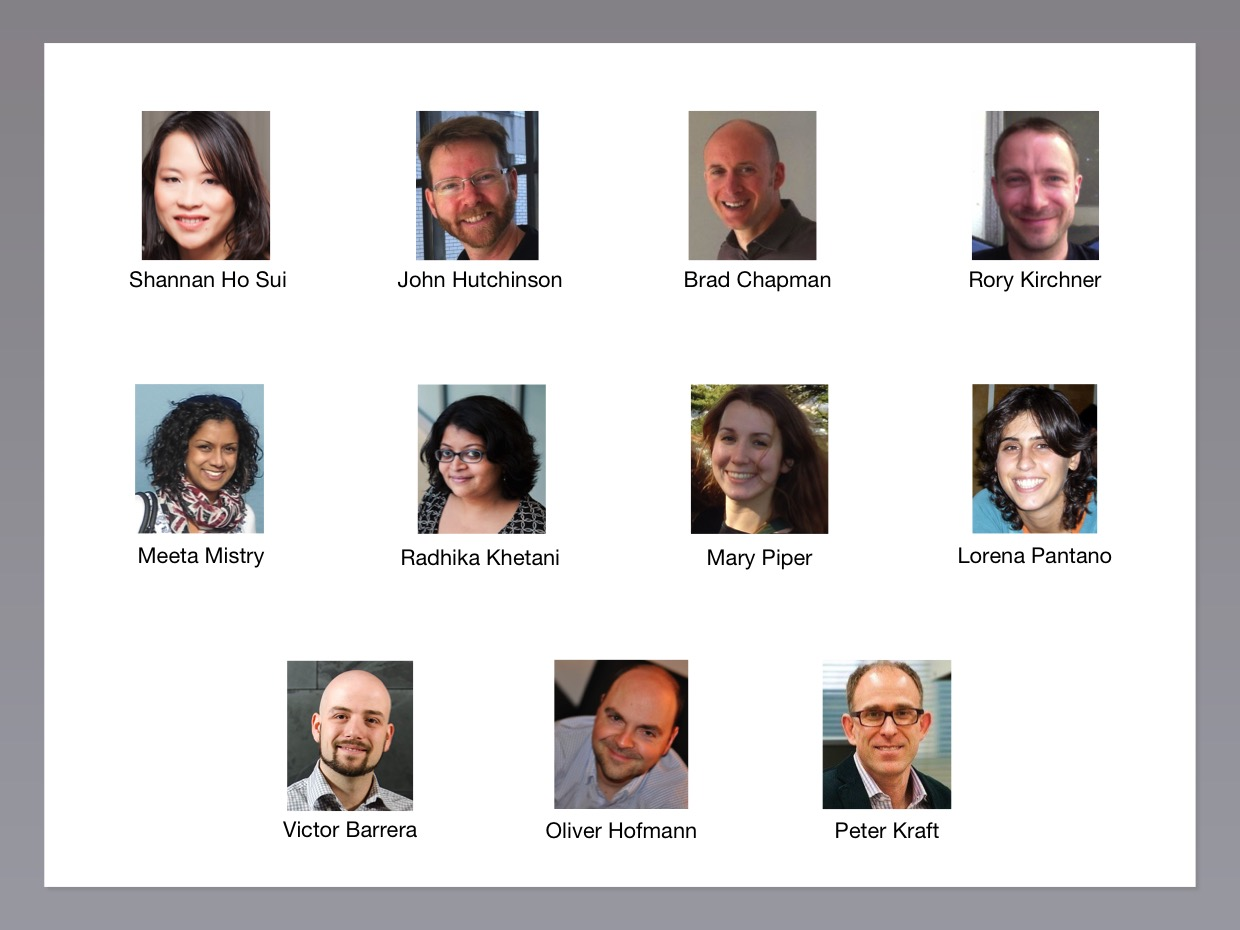 Shannan Ho Sui
John Hutchinson
Brad Chapman
Rory Kirchner
Meeta Mistry
Radhika Khetani
Mary Piper
Lorena Pantano
Victor Barrera
Oliver Hofmann
Peter Kraft